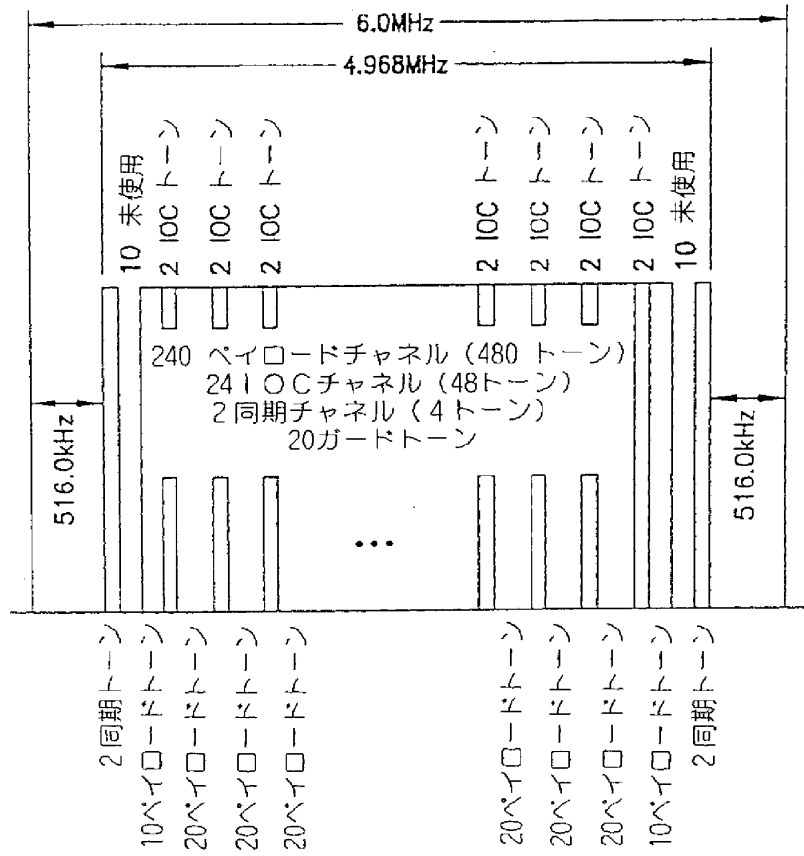 6.0MHz
4.968MHz
10 未使用
2 IOC トーン
2 IOC トーン
2 IOC トーン
2 IOC トーン
2 IOC トーン
2 IOC トーン
2 IOC トーン
10 未使用
240 ペイロードチャネル (480 トーン)
24IOCチャネル (48トーン)
2同期チャネル (4トーン)
20ガードトーン
516.0kHz
516.0kHz
...
2同期トーン
10ペイロードトーン
20ペイロードトーン
20ペイロードトーン
20ペイロードトーン
20ペイロードトーン
20ペイロードトーン
20ペイロードトーン
10ペイロードトーン
2同期トーン